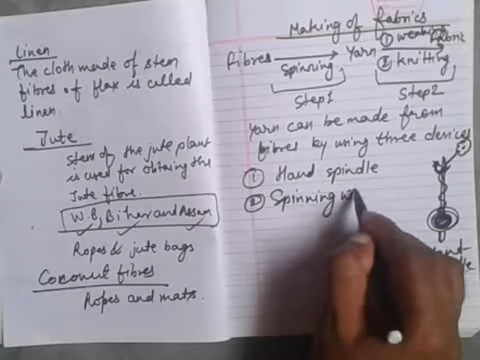 Linen
The cloth made of stem
fibres of flax is called
linen.
Jute
stem of the jute plant
is used for obtaining the
Jute fibre.
W.B, Bihar and Assam
Ropes & jute bags
Coconut fibres
Ropes and mats.
Making of fabrics
① weaving
Fibres → Yarn → fabric
Spinning ② knitting
Step1 Step2
Yarn can be made from
fibres by using three devices
① Hand spindle
② Spinning w